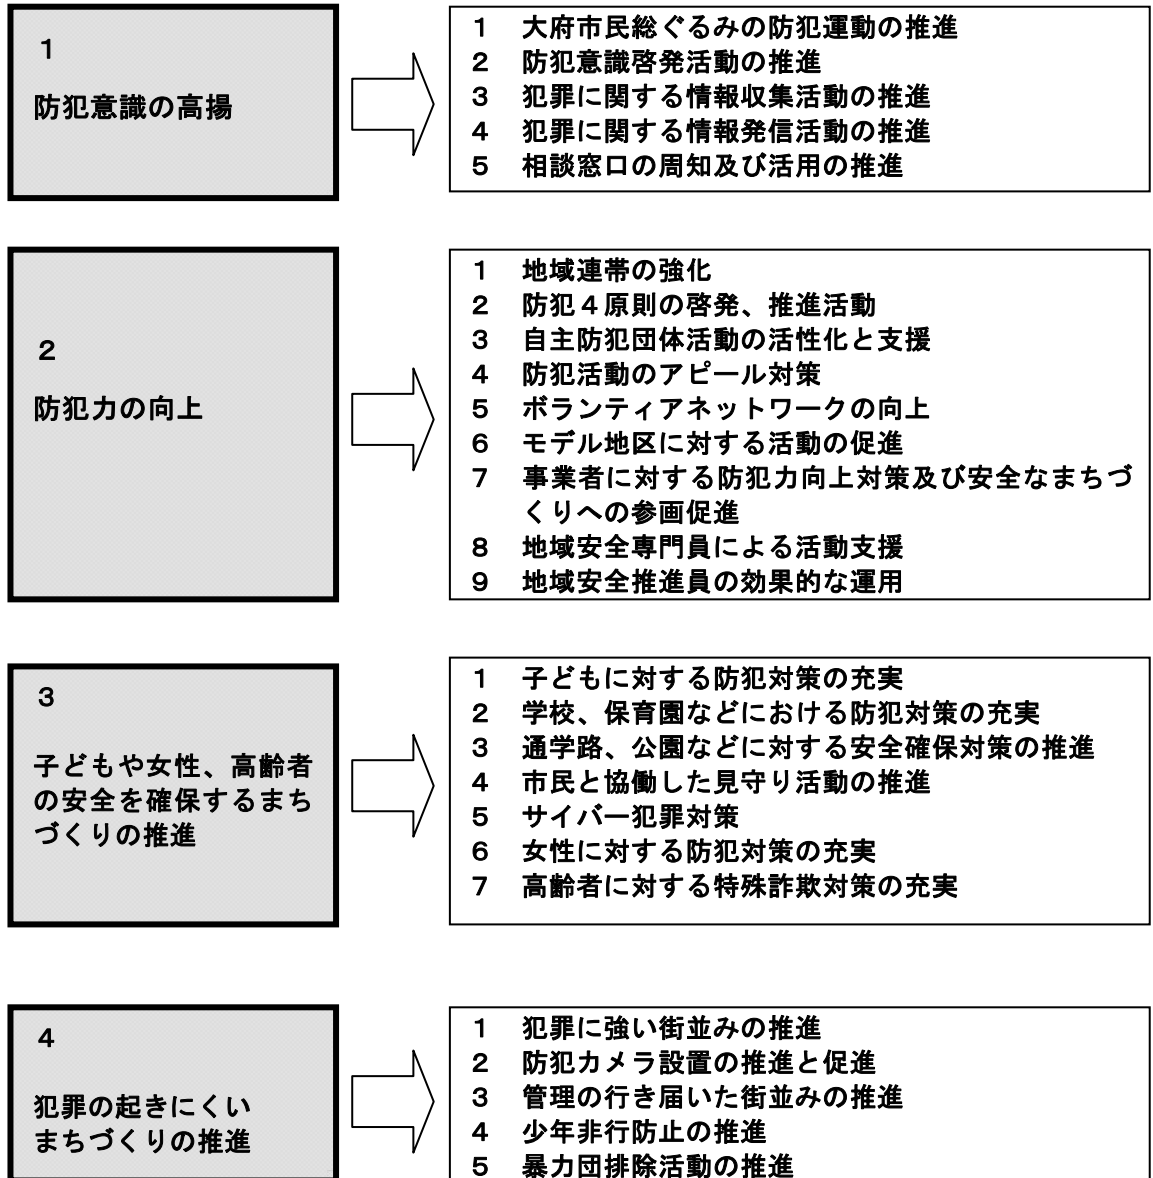 1
防犯意識の高揚
1 大府市民総ぐるみの防犯運動の推進
2 防犯意識啓発活動の推進
3 犯罪に関する情報収集活動の推進
4 犯罪に関する情報発信活動の推進
5 相談窓口の周知及び活用の推進
2
防犯力の向上
1 地域連帯の強化
2 防犯4原則の啓発、推進活動
3 自主防犯団体活動の活性化と支援
4 防犯活動のアピール対策
5 ボランティアネットワークの向上
6 モデル地区に対する活動の促進
7 事業者に対する防犯力向上対策及び安全なまちづ
くりへの参画促進
8 地域安全専門員による活動支援
9 地域安全推進員の効果的な運用
3
子どもや女性、高齢者
の安全を確保するまち
づくりの推進
1 子どもに対する防犯対策の充実
2 学校、保育園などにおける防犯対策の充実
3 通学路、公園などに対する安全確保対策の推進
4 市民と協働した見守り活動の推進
5 サイバー犯罪対策
6 女性に対する防犯対策の充実
7 高齢者に対する特殊詐欺対策の充実
4
犯罪の起きにくい
まちづくりの推進
1 犯罪に強い街並みの推進
2 防犯カメラ設置の推進と促進
3 管理の行き届いた街並みの推進
4 少年非行防止の推進
5 暴力団排除活動の推進